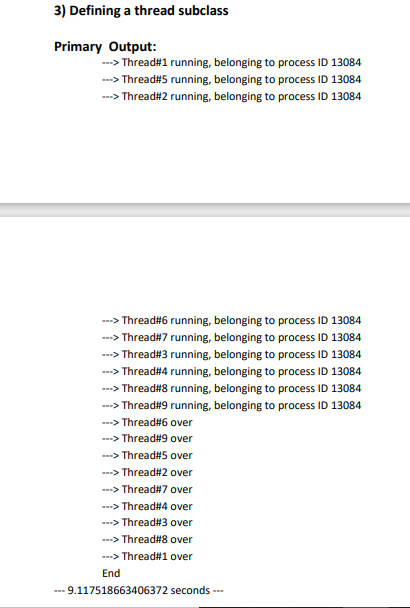 3) Defining a thread subclass
Primary Output:
---> Thread#1 running, belonging to process ID 13084
---> Thread#5 running, belonging to process ID 13084
---> Thread#2 running, belonging to process ID 13084
---> Thread#6 running, belonging to process ID 13084
---> Thread#7 running, belonging to process ID 13084
---> Thread#3 running, belonging to process ID 13084
---> Thread#4 running, belonging to process ID 13084
---> Thread#8 running, belonging to process ID 13084
---> Thread#9 running, belonging to process ID 13084
---> Thread#6 over
---> Thread#9 over
---> Thread#5 over
---> Thread#2 over
---> Thread#7 over
---> Thread#4 over
---> Thread#3 over
---> Thread#8 over
---> Thread#1 over
End
--- 9.117518663406372 seconds ---